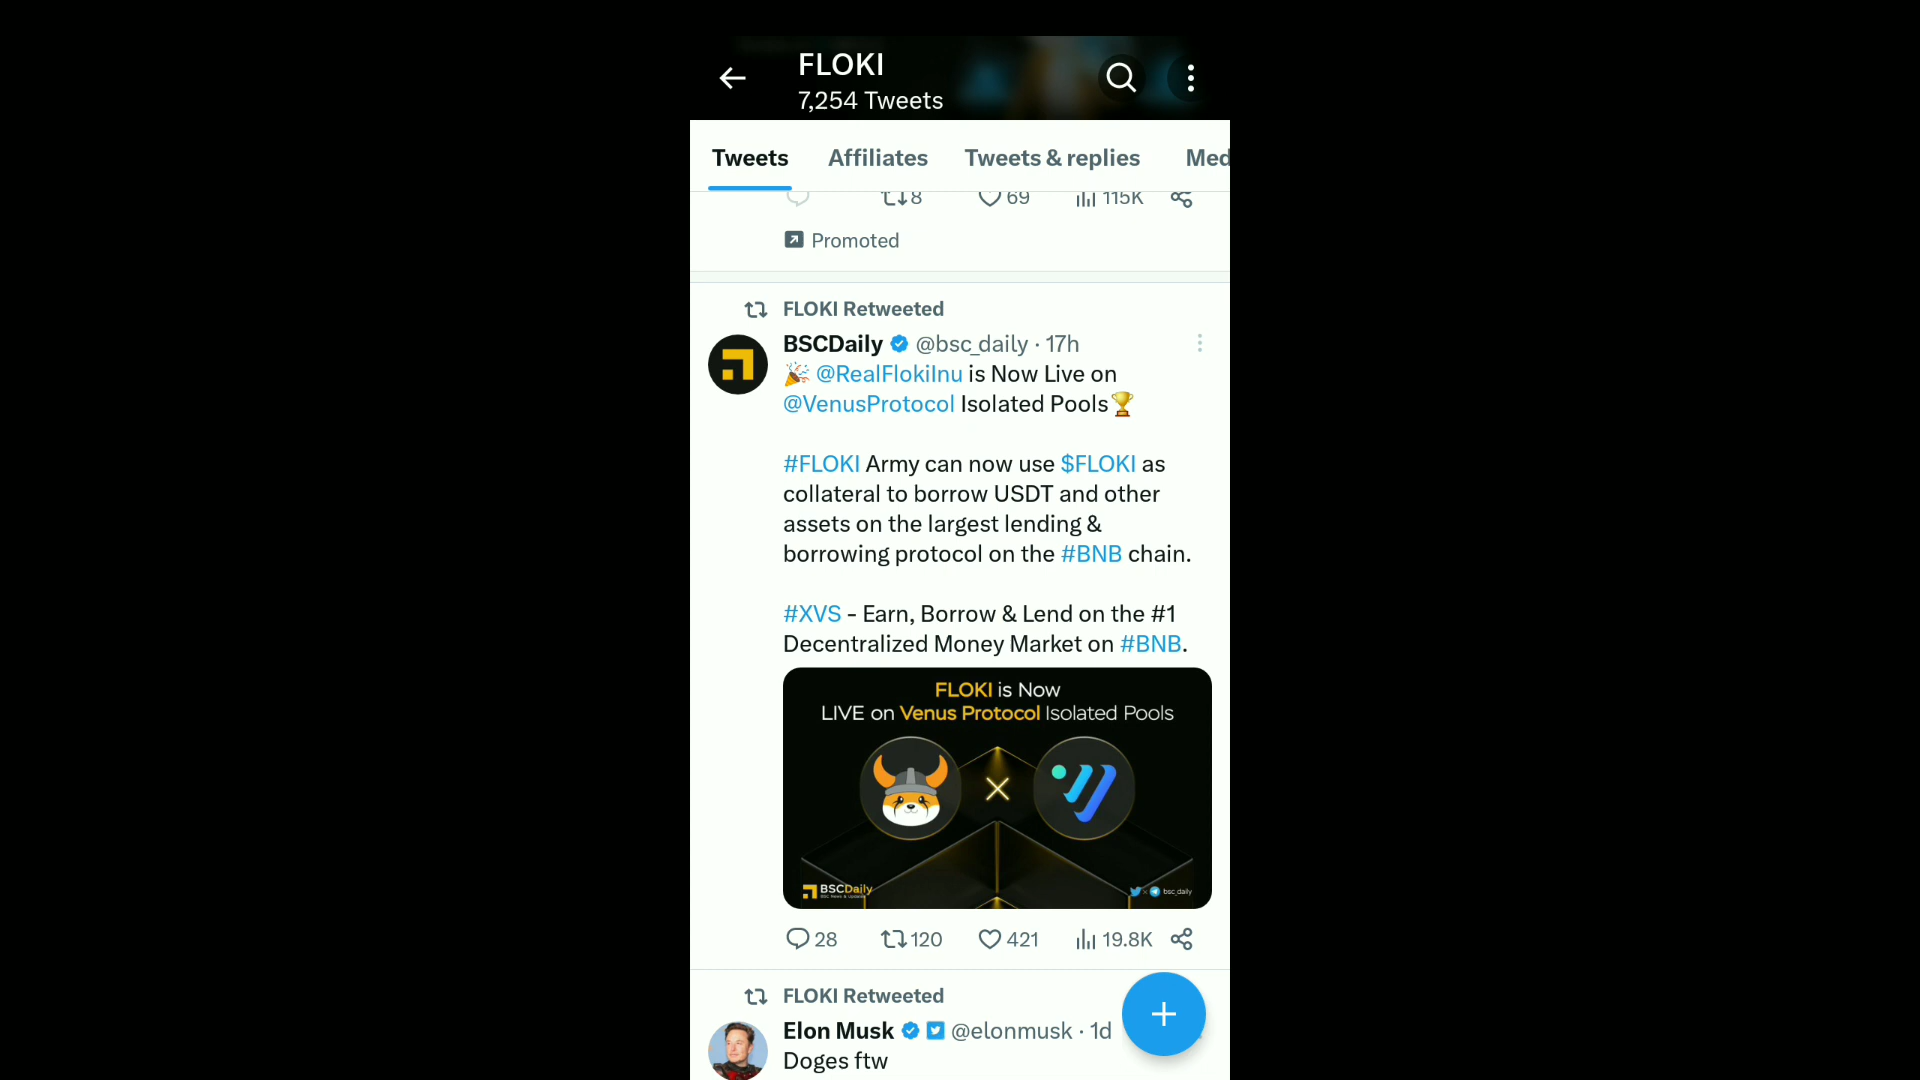 FLOKI
7,254 Tweets
Tweets Affiliates Tweets & replies Med
8 69 115K
Promoted
FLOKI Retweeted
BSCDaily @bsc_daily · 17h
🎉 @RealFlokiInu is Now Live on
@VenusProtocol Isolated Pools🏆
#FLOKI Army can now use $FLOKI as
collateral to borrow USDT and other
assets on the largest lending &
borrowing protocol on the #BNB chain.
#XVS - Earn, Borrow & Lend on the #1
Decentralized Money Market on #BNB.
FLOKI is Now
LIVE on Venus Protocol Isolated Pools
BSCDaily
BSC News & Updates
bsc_daily
28 120 421 19.8K
FLOKI Retweeted
Elon Musk @elonmusk · 1d
Doges ftw